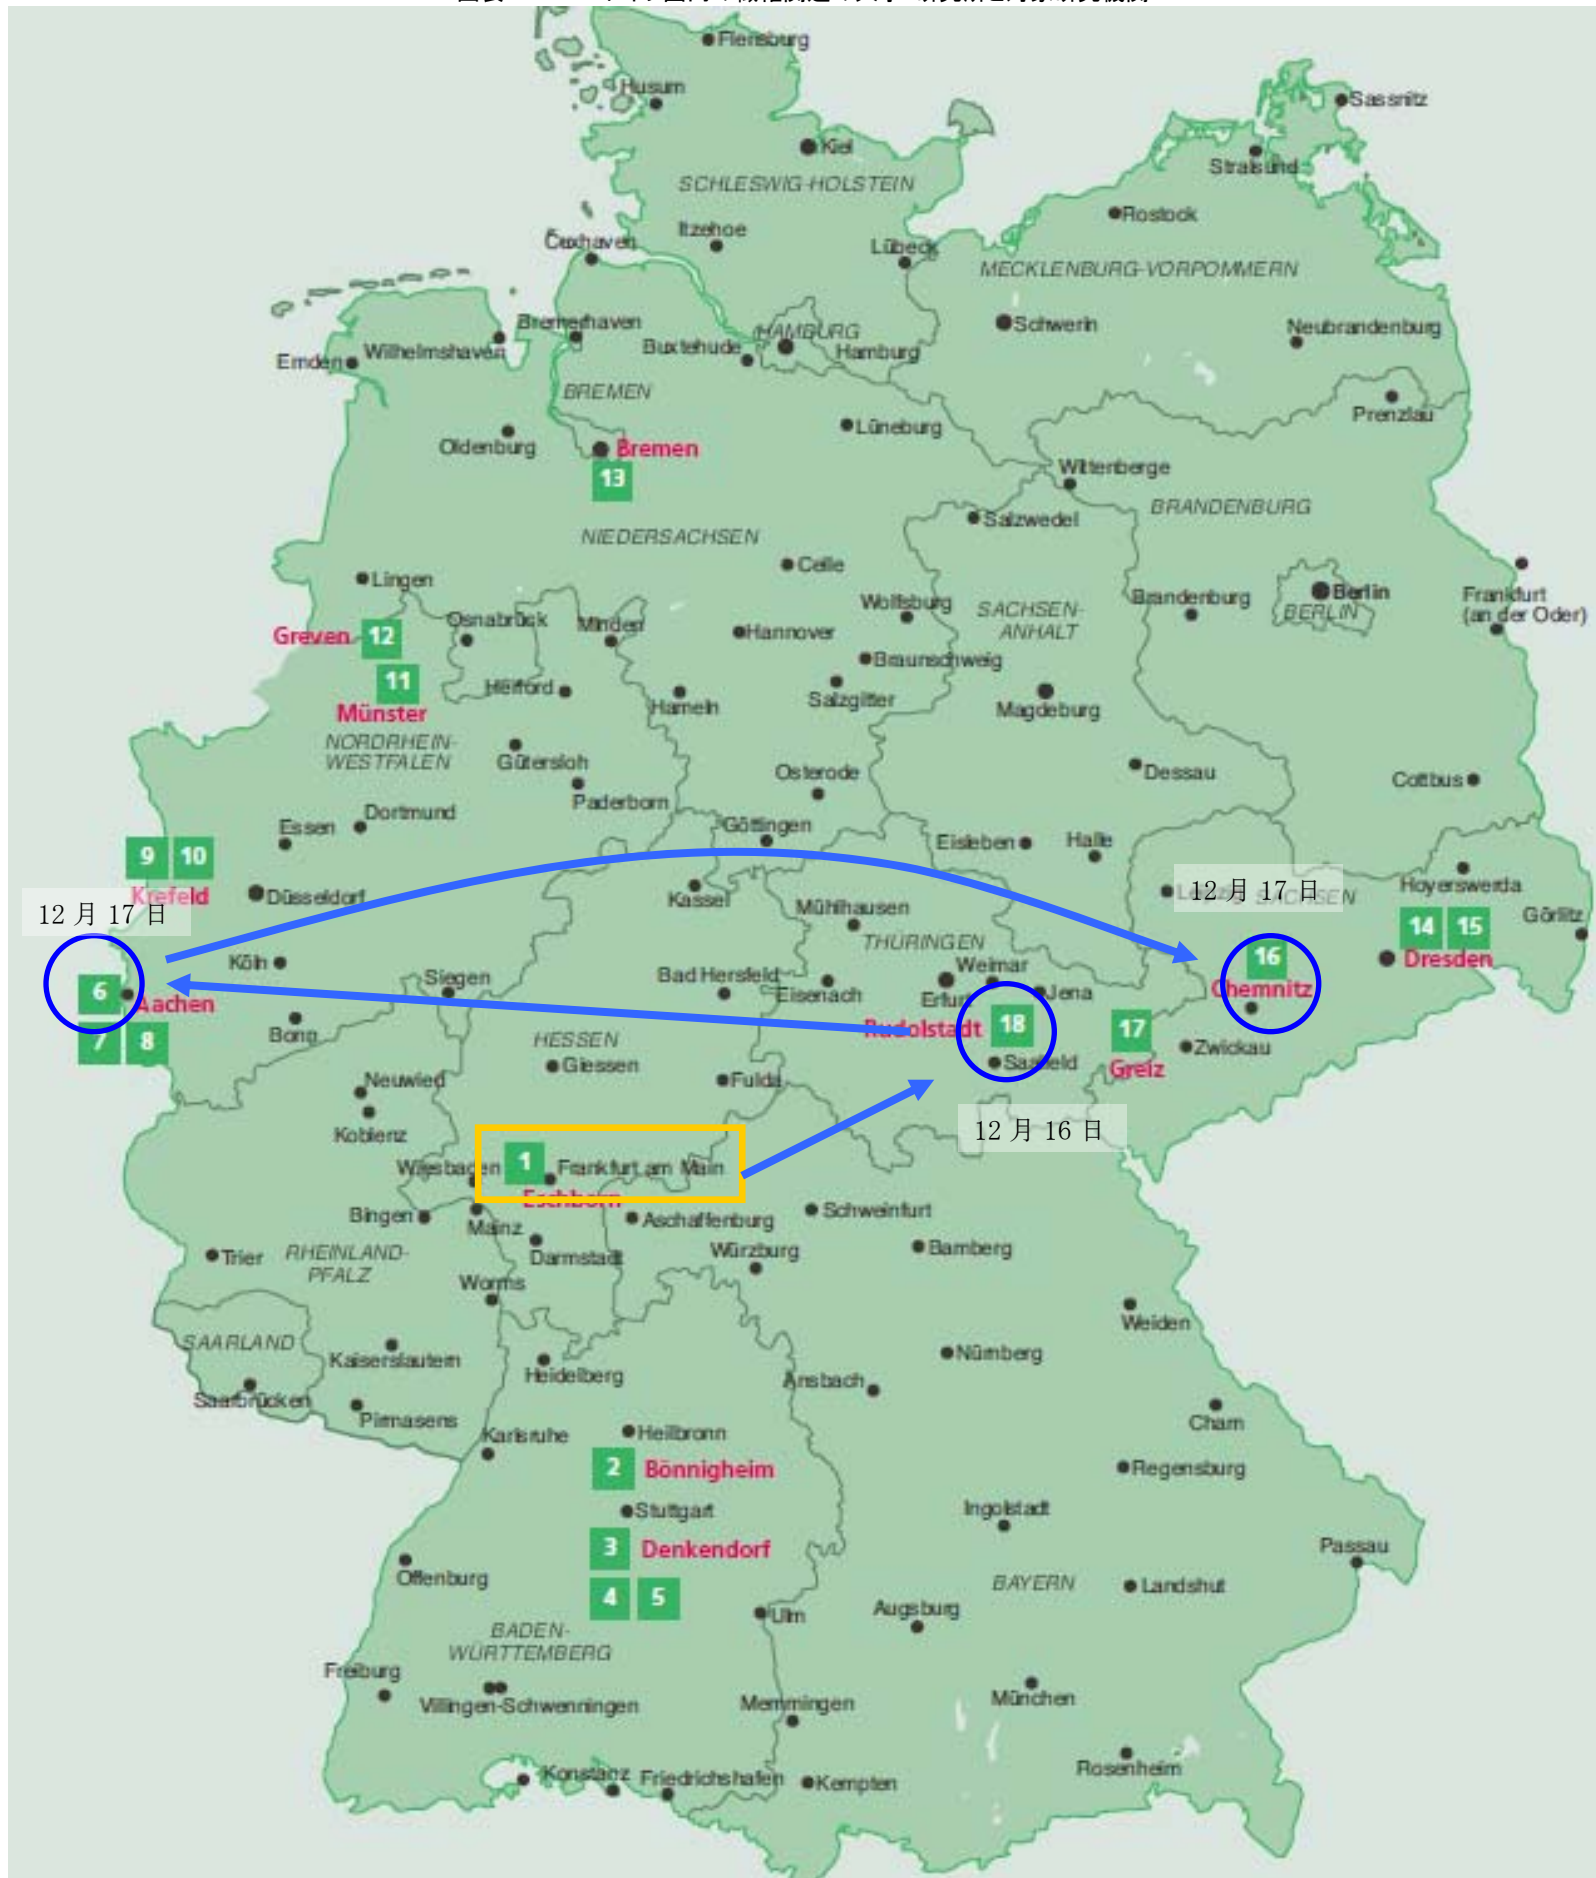 Flensburg
Husum
Sassnitz
Kiel
Stralsund
SCHLESWIG-HOLSTEIN
Rostock
Itzehoe
Cuxhaven
Lübeck
MECKLENBURG-VORPOMMERN
Bremerhaven
HAMBURG
Schwerin
Neubrandenburg
Emden
Wilhelmshaven
Buxtehude
Hamburg
BREMEN
Prenzlau
Lüneburg
Oldenburg
Bremen
13
Wittenberge
BRANDENBURG
Salzwedel
NIEDERSACHSEN
Celle
Lingen
Wolfsburg
SACHSEN-
ANHALT
Brandenburg
Berlin
BERLIN
Frankfurt
(an der Oder)
Osnabrück
Minden
Greven
12
Hannover
Braunschweig
11
Herford
Hameln
Salzgitter
Magdeburg
Münster
NORDRHEIN-
WESTFALEN
Gütersloh
Osterode
Dessau
Cottbus
Paderborn
Dortmund
Essen
Göttingen
Eisleben
Halle
9
10
Krefeld
Düsseldorf
Kassel
Mühlhausen
Leipzig
SACHSEN
Hoyerswerda
Görlitz
12 月 17 日
12 月 17 日
14
15
THÜRINGEN
Köln
Siegen
Bad Hersfeld
Eisenach
Weimar
Erfurt
Jena
16
Chemnitz
Dresden
6
Aachen
7
8
Bonn
HESSEN
Rudolstadt
18
17
Greiz
Zwickau
Giessen
Saalfeld
Neuwied
Fulda
Koblenz
12 月 16 日
Wiesbaden
1
Frankfurt am Main
Eschborn
Bingen
Mainz
Aschaffenburg
Schweinfurt
Trier
RHEINLAND-
PFALZ
Darmstadt
Würzburg
Bamberg
Worms
Weiden
SAARLAND
Kaiserslautern
Heidelberg
Nürnberg
Ansbach
Saarbrücken
Pirmasens
Cham
Karlsruhe
Heilbronn
2
Bönnigheim
Regensburg
Stuttgart
Ingolstadt
3
Denkendorf
Passau
Offenburg
4
5
BAYERN
Landshut
Ulm
Augsburg
BADEN-
WÜRTTEMBERG
Freiburg
Villingen-Schwenningen
Memmingen
München
Rosenheim
Konstanz
Friedrichshafen
Kempten